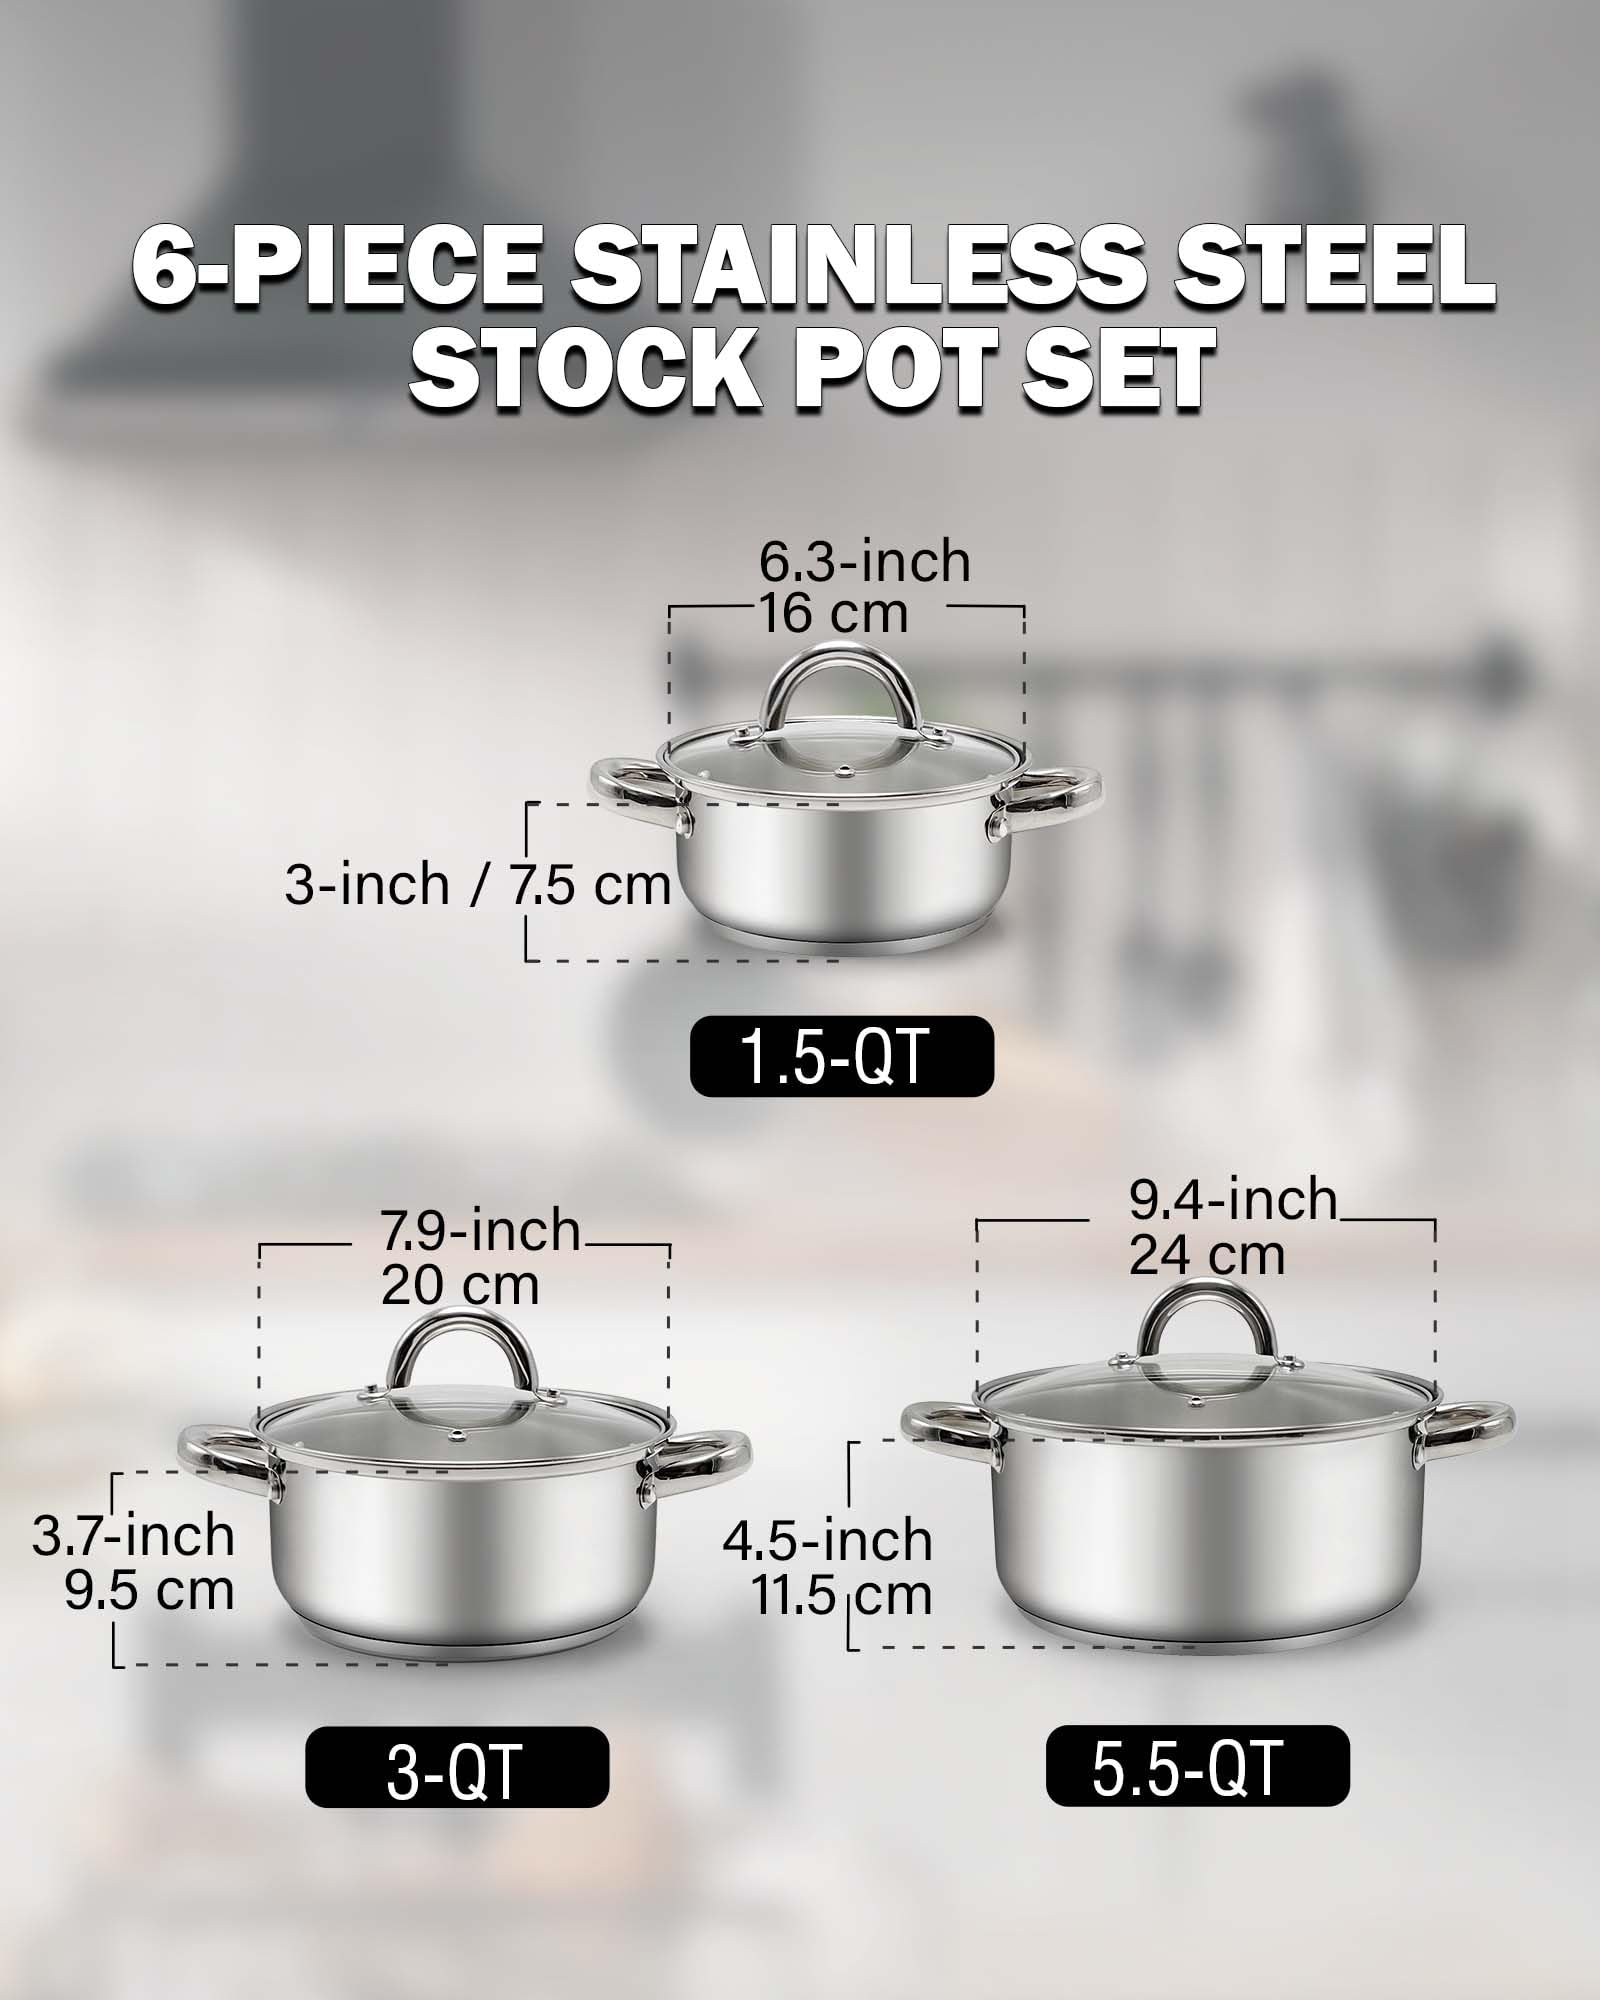 6-PIECE STAINLESS STEEL
STOCK POT SET
6.3-inch
16 cm
3-inch / 7.5 cm
1.5-QT
7.9-inch
20 cm
3.7-inch
9.5 cm
3-QT
9.4-inch
24 cm
4.5-inch
11.5 cm
5.5-QT